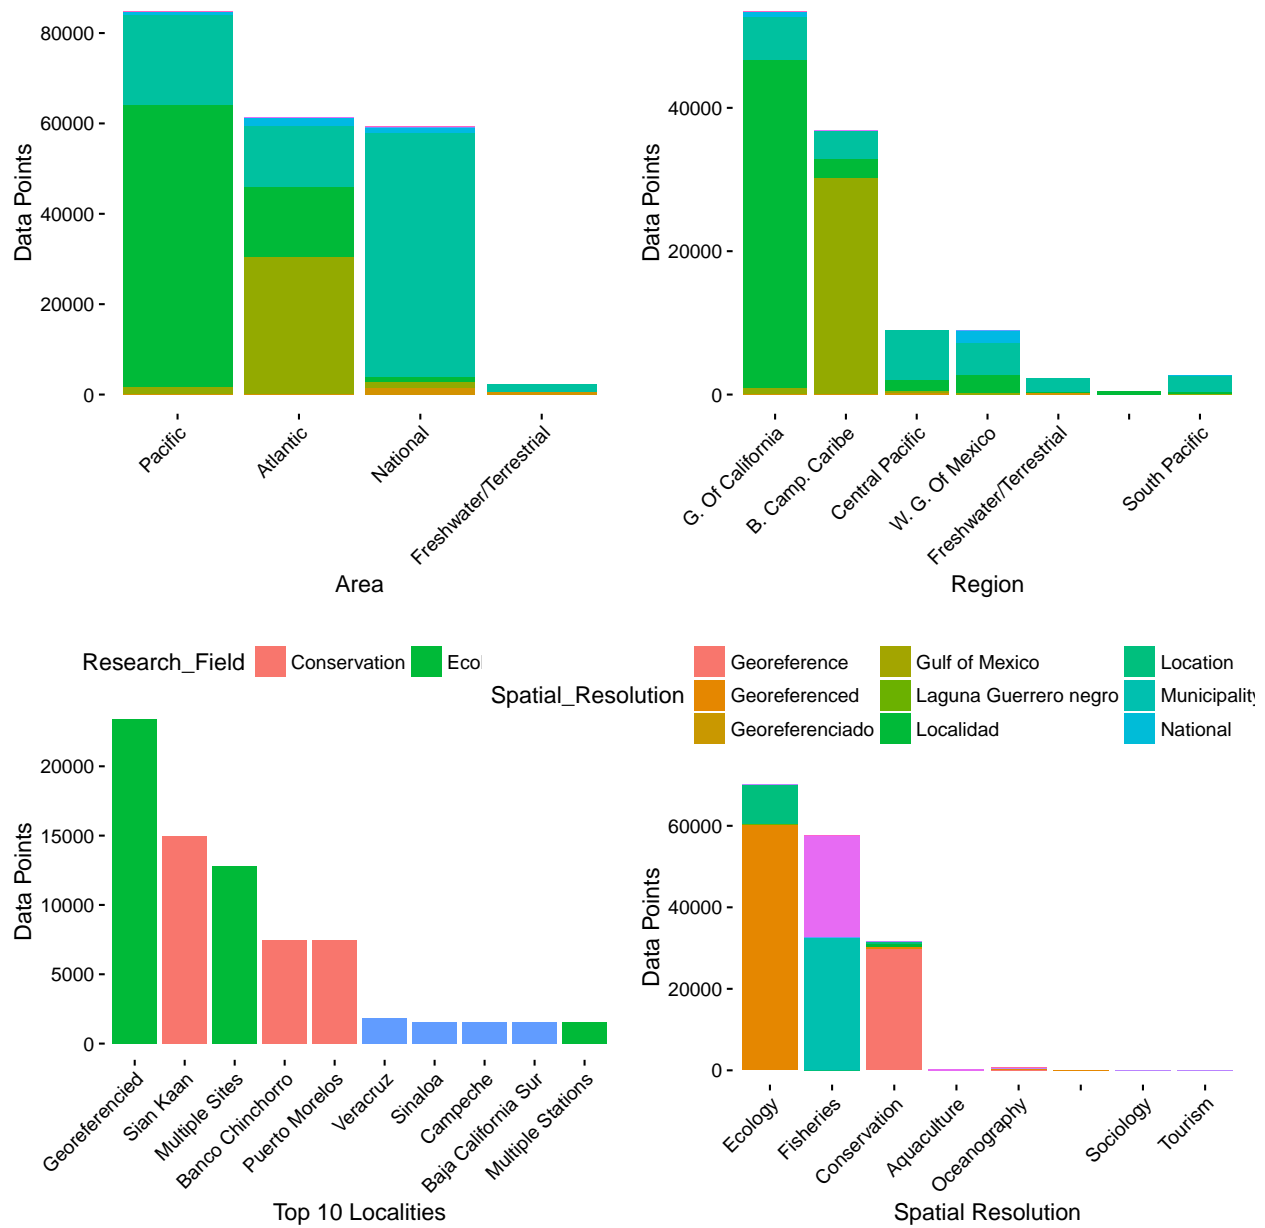 80000
60000
40000
20000
0
Data Points
Pacific
Atlantic
National
Freshwater/Terrestrial
Area
40000
20000
0
Data Points
G. Of California
B. Camp. Caribe
Central Pacific
W. G. Of Mexico
Freshwater/Terrestrial
South Pacific
Region
Research_Field
Conservation
Ecol
20000
15000
10000
5000
0
Data Points
Georeferencied
Sian Kaan
Multiple Sites
Banco Chinchorro
Puerto Morelos
Veracruz
Sinaloa
Campeche
Baja California Sur
Multiple Stations
Top 10 Localities
Spatial_Resolution
Georeference
Georeferenced
Georeferenciado
Gulf of Mexico
Laguna Guerrero negro
Localidad
Location
Municipality
National
60000
40000
20000
0
Data Points
Ecology
Fisheries
Conservation
Aquaculture
Oceanography
Sociology
Tourism
Spatial Resolution